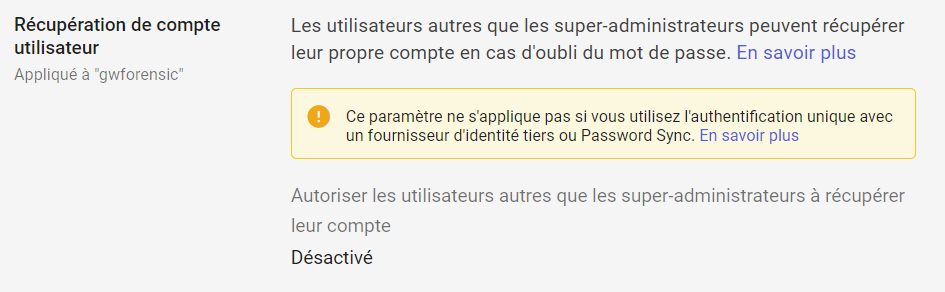 Récupération de compte
utilisateur
Appliqué à "gwforensic"
Les utilisateurs autres que les super-administrateurs peuvent récupérer
leur propre compte en cas d'oubli du mot de passe. En savoir plus
Ce paramètre ne s'applique pas si vous utilisez l'authentification unique avec
un fournisseur d'identité tiers ou Password Sync. En savoir plus
Autoriser les utilisateurs autres que les super-administrateurs à récupérer
leur compte
Désactivé